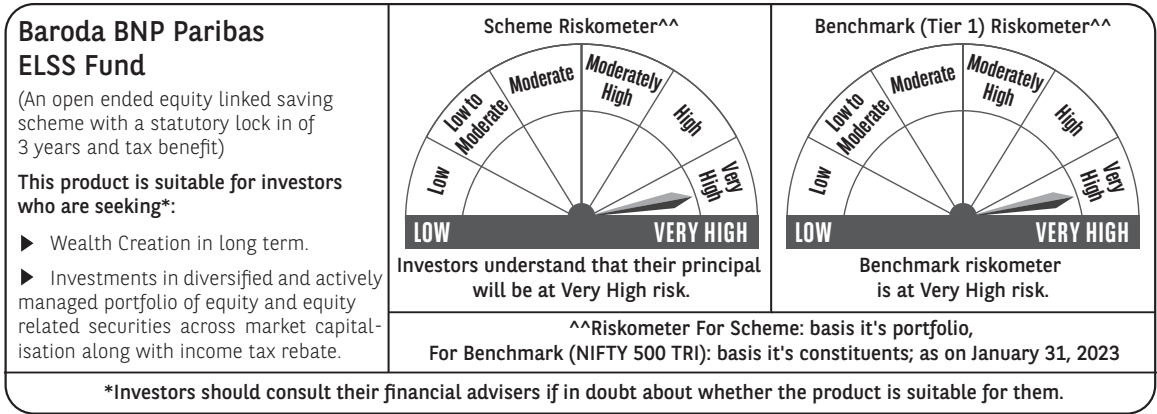 Baroda BNP Paribas
ELSS Fund
(An open ended equity linked saving
scheme with a statutory lock in of
3 years and tax benefit)
This product is suitable for investors
who are seeking*:
▶ Wealth Creation in long term.
▶ Investments in diversified and actively
managed portfolio of equity and equity
related securities across market capital-
isation along with income tax rebate.
Scheme Riskometer^^
Low
Low to
Moderate
Moderate
Moderately
High
High
Very
High
LOW VERY HIGH
Investors understand that their principal
will be at Very High risk.
Benchmark (Tier 1) Riskometer^^
Low
Low to
Moderate
Moderate
Moderately
High
High
Very
High
LOW VERY HIGH
Benchmark riskometer
is at Very High risk.
^^Riskometer For Scheme: basis it's portfolio,
For Benchmark (NIFTY 500 TRI): basis it's constituents; as on January 31, 2023
*Investors should consult their financial advisers if in doubt about whether the product is suitable for them.